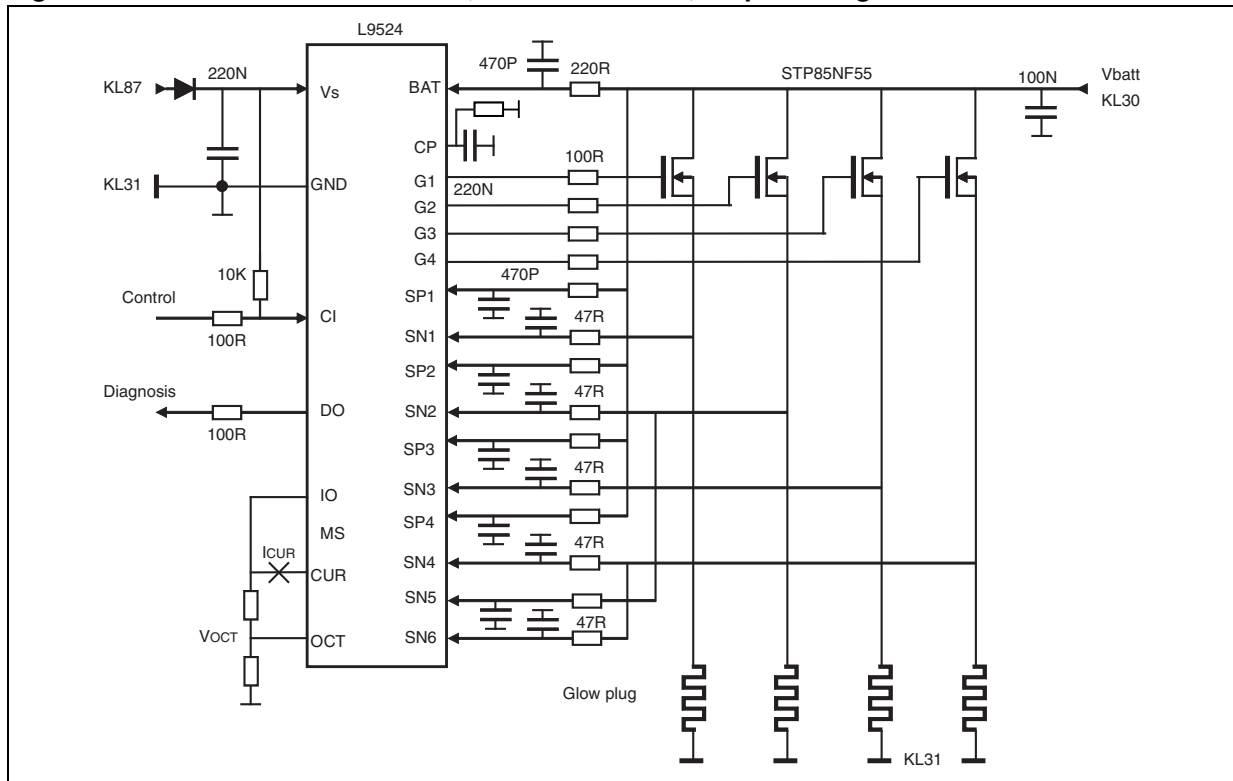 L9524
KL87
220N
Vs
KL31
GND
10K
Control
100R
CI
Diagnosis
100R
DO
IO
MS
ICUR
CUR
VOCT
OCT
470P
220R
STP85NF55
100N
Vbatt
KL30
BAT
CP
220N
100R
G1
G2
G3
G4
470P
SP1
47R
SN1
SP2
47R
SN2
SP3
47R
SN3
SP4
47R
SN4
SN5
47R
SN6
Glow plug
KL31